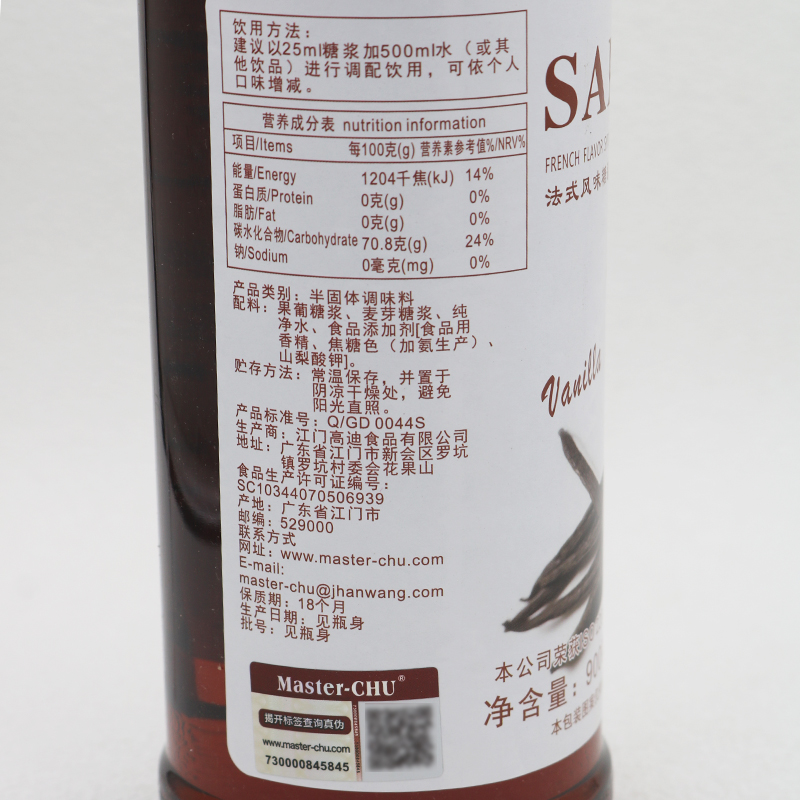 饮用方法：
建议以25ml糖浆加500ml水（或其
他饮品）进行调配饮用，可依个人
口味增减。
营养成分表 nutrition information
项目/Items 每100克(g) 营养素参考值%/NRV%
能量/Energy 1204千焦(kJ) 14%
蛋白质/Protein 0克(g) 0%
脂肪/Fat 0克(g) 0%
碳水化合物/Carbohydrate 70.8克(g) 24%
钠/Sodium 0毫克(mg) 0%
产品类别：半固体调味料
配料：果葡糖浆、麦芽糖浆、纯
净水、食品添加剂[食品用
香精、焦糖色（加氨生产）、
山梨酸钾]。
贮存方法：常温保存，并置于
阴凉干燥处，避免
阳光直照。
产品标准号：Q/GD 0044S
生产商：江门高迪食品有限公司
地址：广东省江门市新会区罗坑
镇罗坑村委会花果山
食品生产许可证编号：
SC10344070506939
产地：广东省江门市
邮编：529000
联系方式
网址：www.master-chu.com
E-mail:
master-chu@jhanwang.com
保质期：18个月
生产日期：见瓶身
批号：见瓶身
Master-CHU®
揭开标签查询真伪
www.master-chu.com
730000845845
FRENCH FLAVOR
法式风味
Vanilla
本公司荣获
净含量：
本包装